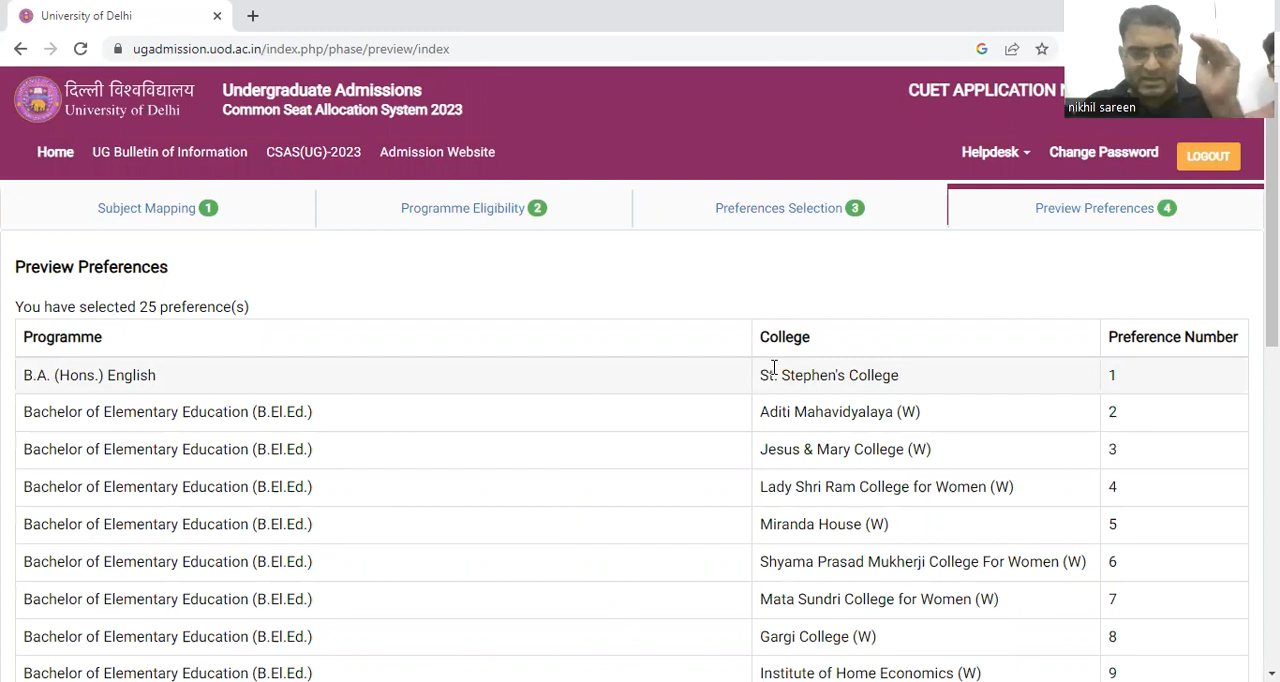 University of Delhi
ugadmission.uod.ac.in/index.php/phase/preview/index
nikhil sareen
दिल्ली विश्वविद्यालय
University of Delhi
Undergraduate Admissions
Common Seat Allocation System 2023
CUET APPLICATION
Home UG Bulletin of Information CSAS(UG)-2023 Admission Website Helpdesk Change Password LOGOUT
Subject Mapping 1 Programme Eligibility 2 Preferences Selection 3 Preview Preferences 4
Preview Preferences
You have selected 25 preference(s)
Programme College Preference Number
B.A. (Hons.) English St. Stephen's College 1
Bachelor of Elementary Education (B.El.Ed.) Aditi Mahavidyalaya (W) 2
Bachelor of Elementary Education (B.El.Ed.) Jesus & Mary College (W) 3
Bachelor of Elementary Education (B.El.Ed.) Lady Shri Ram College for Women (W) 4
Bachelor of Elementary Education (B.El.Ed.) Miranda House (W) 5
Bachelor of Elementary Education (B.El.Ed.) Shyama Prasad Mukherji College For Women (W) 6
Bachelor of Elementary Education (B.El.Ed.) Mata Sundri College for Women (W) 7
Bachelor of Elementary Education (B.El.Ed.) Gargi College (W) 8
Bachelor of Elementary Education (B.El.Ed.) Institute of Home Economics (W) 9